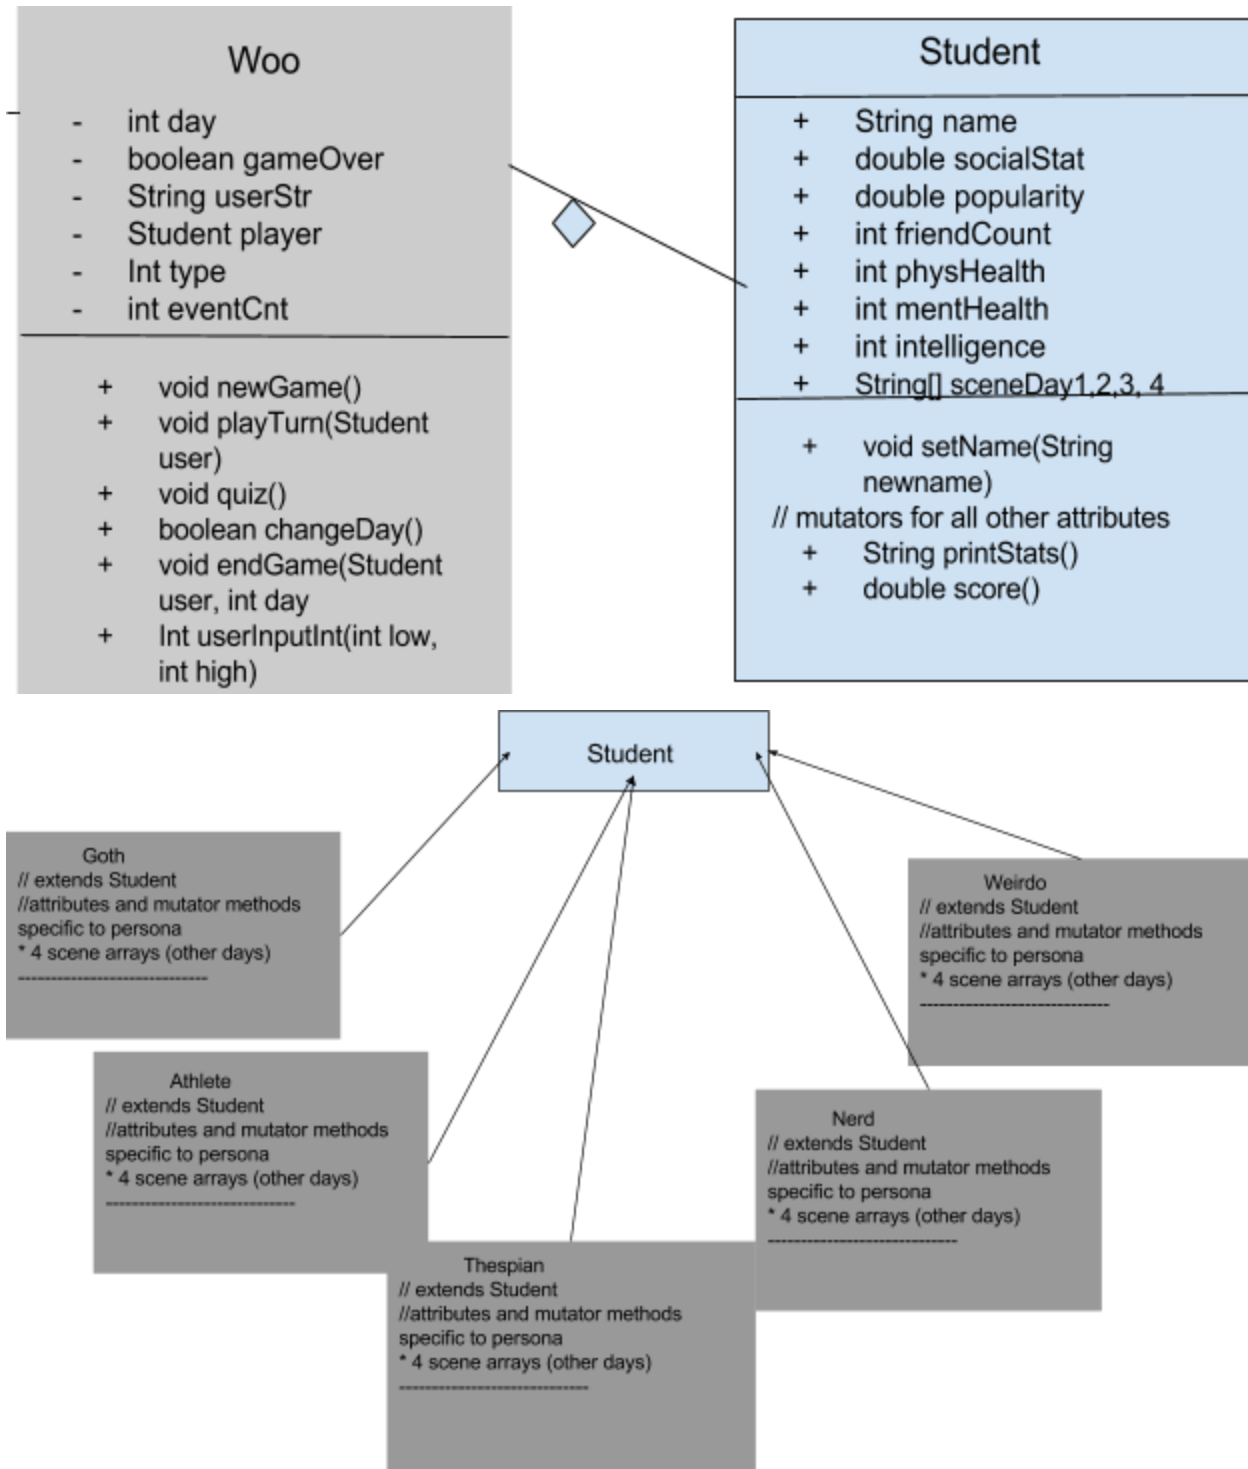 Woo
- int day
- boolean gameOver
- String userStr
- Student player
- Int type
- int eventCnt
+ void newGame()
+ void playTurn(Student
user)
+ void quiz()
+ boolean changeDay()
+ void endGame(Student
user, int day
+ Int userInputInt(int low,
int high)
Student
+ String name
+ double socialStat
+ double popularity
+ int friendCount
+ int physHealth
+ int mentHealth
+ int intelligence
+ String[] sceneDay1,2,3, 4
+ void setName(String
newname)
// mutators for all other attributes
+ String printStats()
+ double score()
Student
Goth
// extends Student
//attributes and mutator methods
specific to persona
* 4 scene arrays (other days)
-----------------------------
Weirdo
// extends Student
//attributes and mutator methods
specific to persona
* 4 scene arrays (other days)
-----------------------------
Athlete
// extends Student
//attributes and mutator methods
specific to persona
* 4 scene arrays (other days)
-----------------------------
Nerd
// extends Student
//attributes and mutator methods
specific to persona
* 4 scene arrays (other days)
-----------------------------
Thespian
// extends Student
//attributes and mutator methods
specific to persona
* 4 scene arrays (other days)
-----------------------------